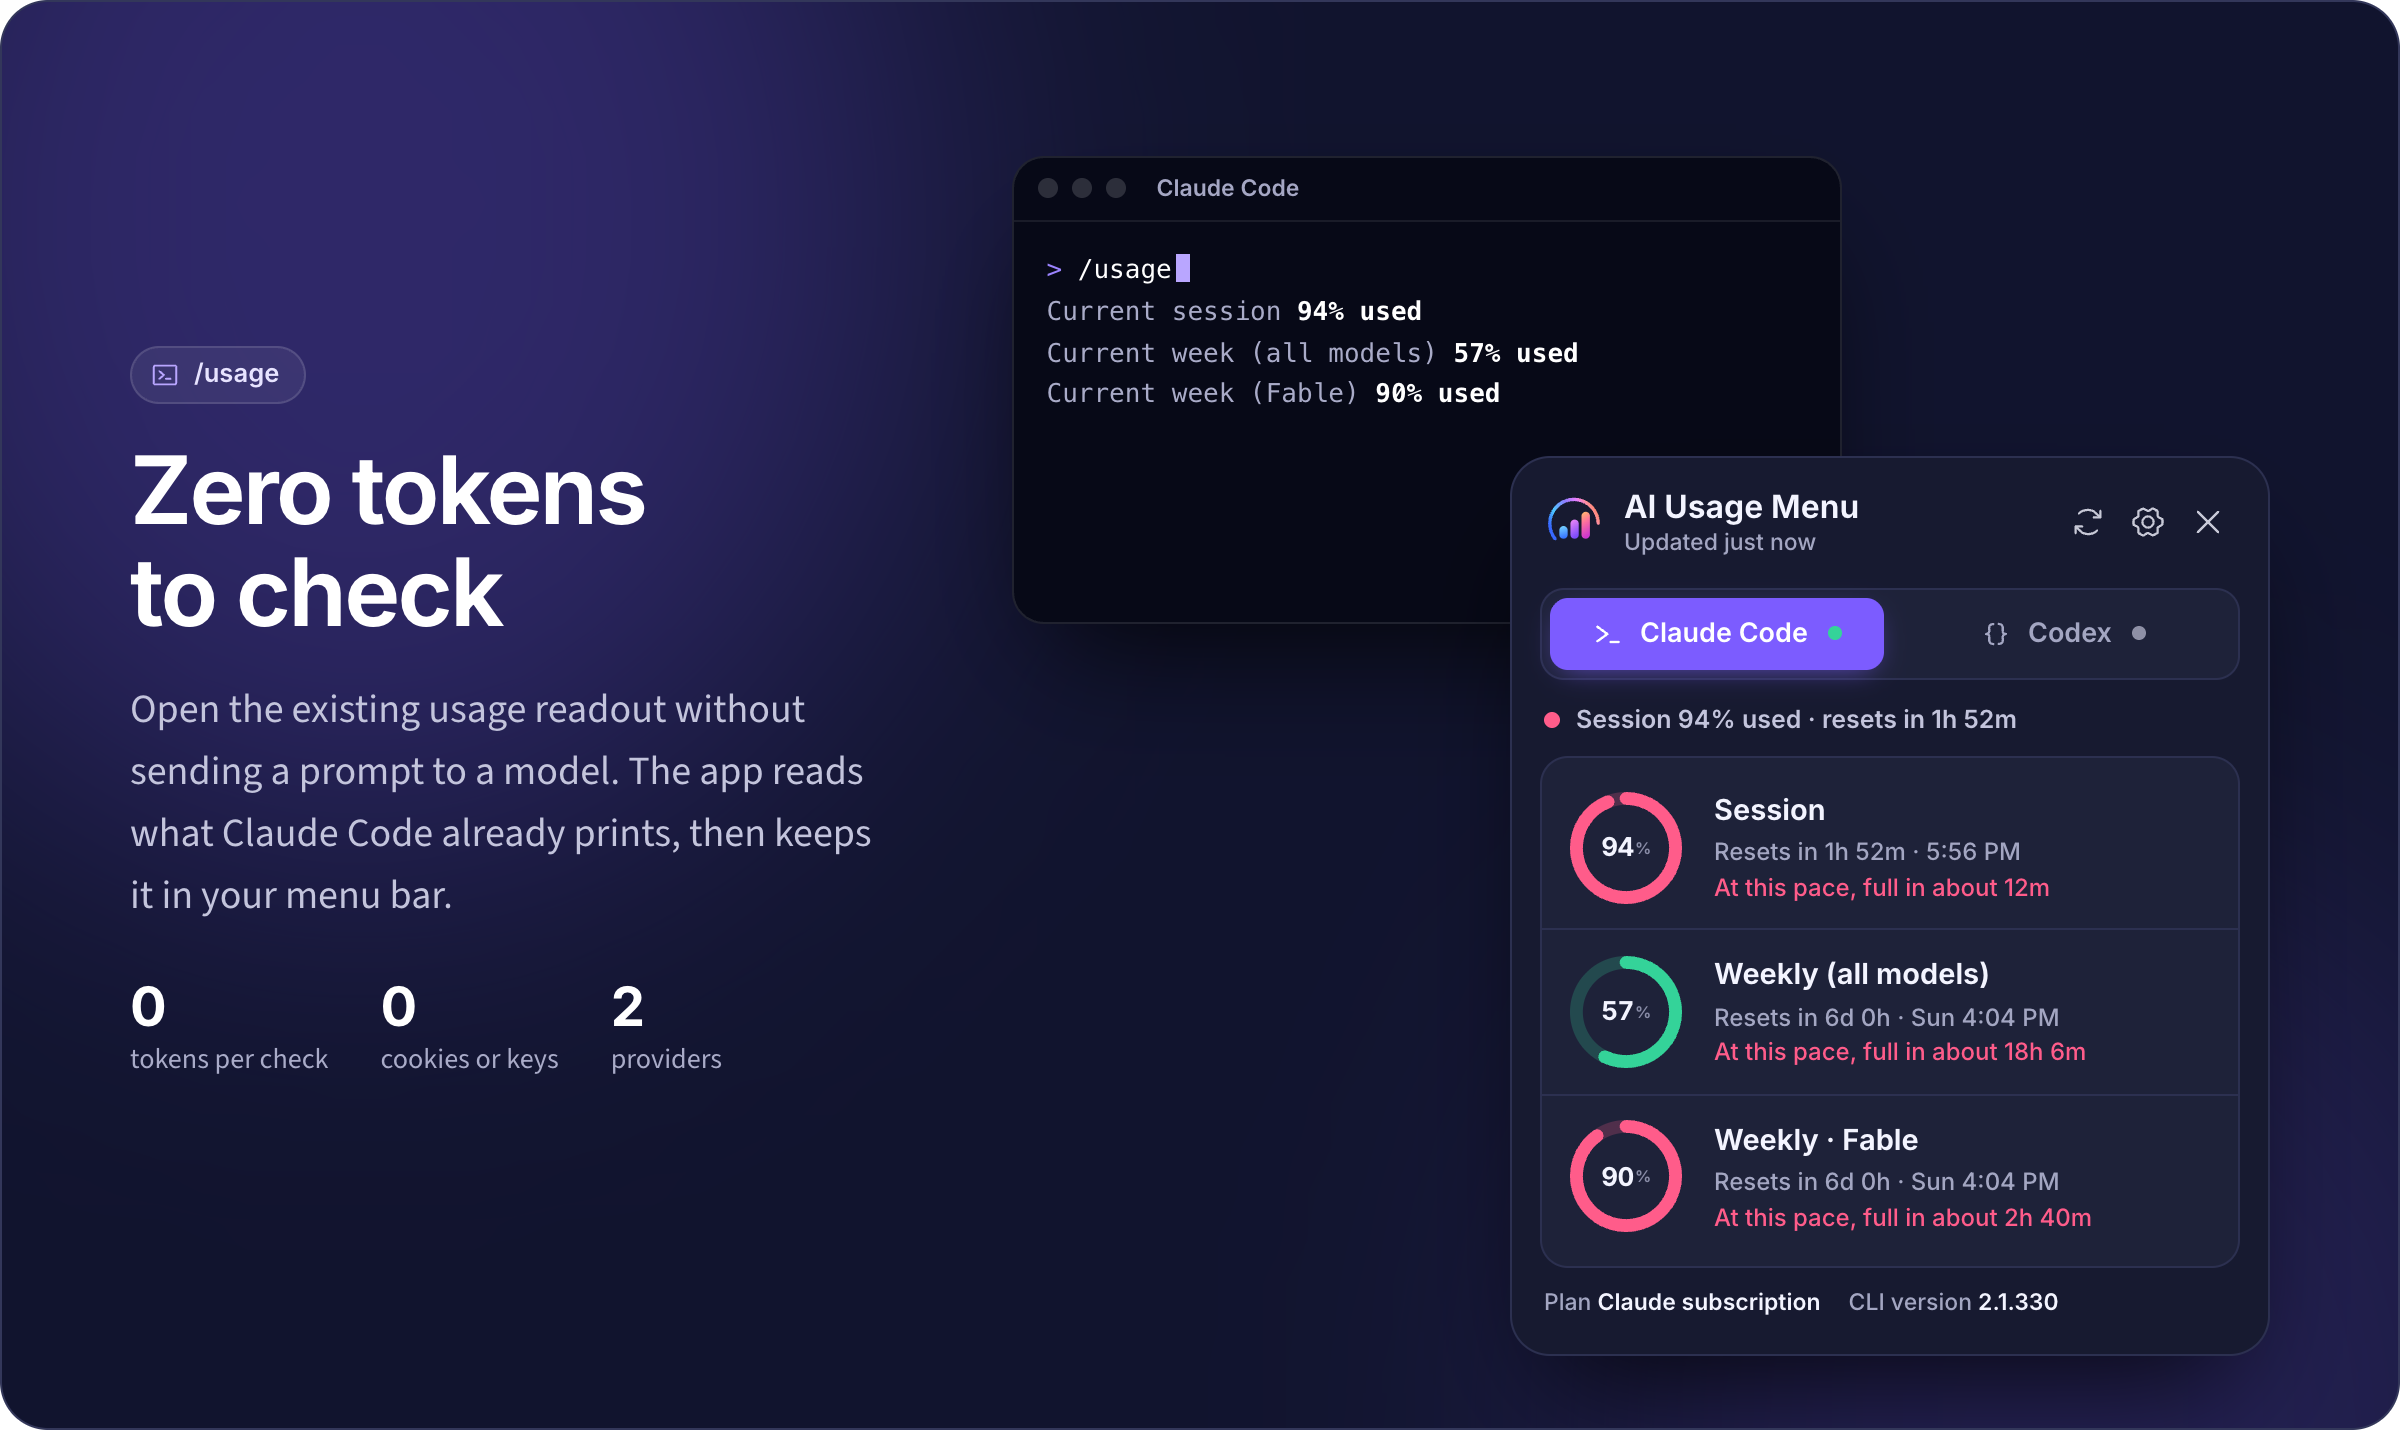 /usage
Zero tokens
to check
Open the existing usage readout without
sending a prompt to a model. The app reads
what Claude Code already prints, then keeps
it in your menu bar.
0
tokens per check
0
cookies or keys
2
providers
Claude Code
> /usage
Current session 94% used
Current week (all models) 57% used
Current week (Fable) 90% used
AI Usage Menu
Updated just now
>_ Claude Code
{} Codex
Session 94% used · resets in 1h 52m
94%
Session
Resets in 1h 52m · 5:56 PM
At this pace, full in about 12m
57%
Weekly (all models)
Resets in 6d 0h · Sun 4:04 PM
At this pace, full in about 18h 6m
90%
Weekly · Fable
Resets in 6d 0h · Sun 4:04 PM
At this pace, full in about 2h 40m
Plan Claude subscription CLI version 2.1.330